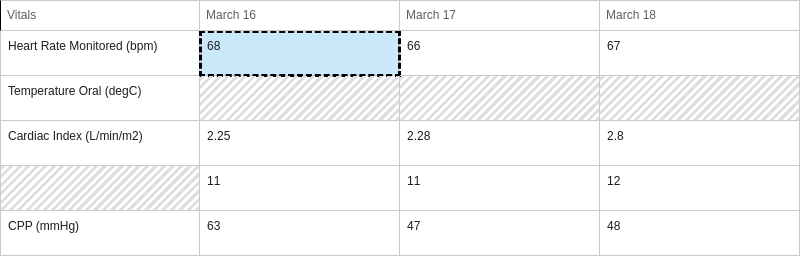 Vitals March 16 March 17 March 18
Heart Rate Monitored (bpm) 68 66 67
Temperature Oral (degC)
Cardiac Index (L/min/m2) 2.25 2.28 2.8
11 11 12
CPP (mmHg) 63 47 48